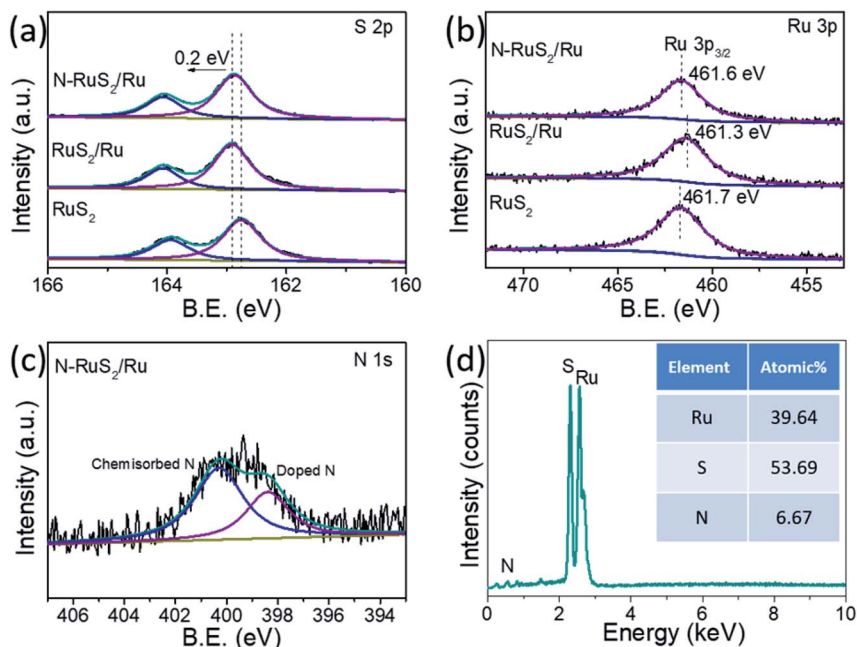 (a)
S 2p
0.2 eV
N-RuS2/Ru
RuS2/Ru
RuS2
Intensity (a.u.)
166 164 162 160
B.E. (eV)
(b)
Ru 3p
N-RuS2/Ru
Ru 3p3/2
461.6 eV
461.3 eV
RuS2/Ru
461.7 eV
RuS2
Intensity (a.u.)
470 465 460 455
B.E. (eV)
(c)
N-RuS2/Ru
N 1s
Chemisorbed N
Doped N
Intensity (a.u.)
406 404 402 400 398 396 394
B.E. (eV)
(d)
S
Ru
N
Element Atomic%
Ru 39.64
S 53.69
N 6.67
Intensity (counts)
0 2 4 6 8 10
Energy (keV)